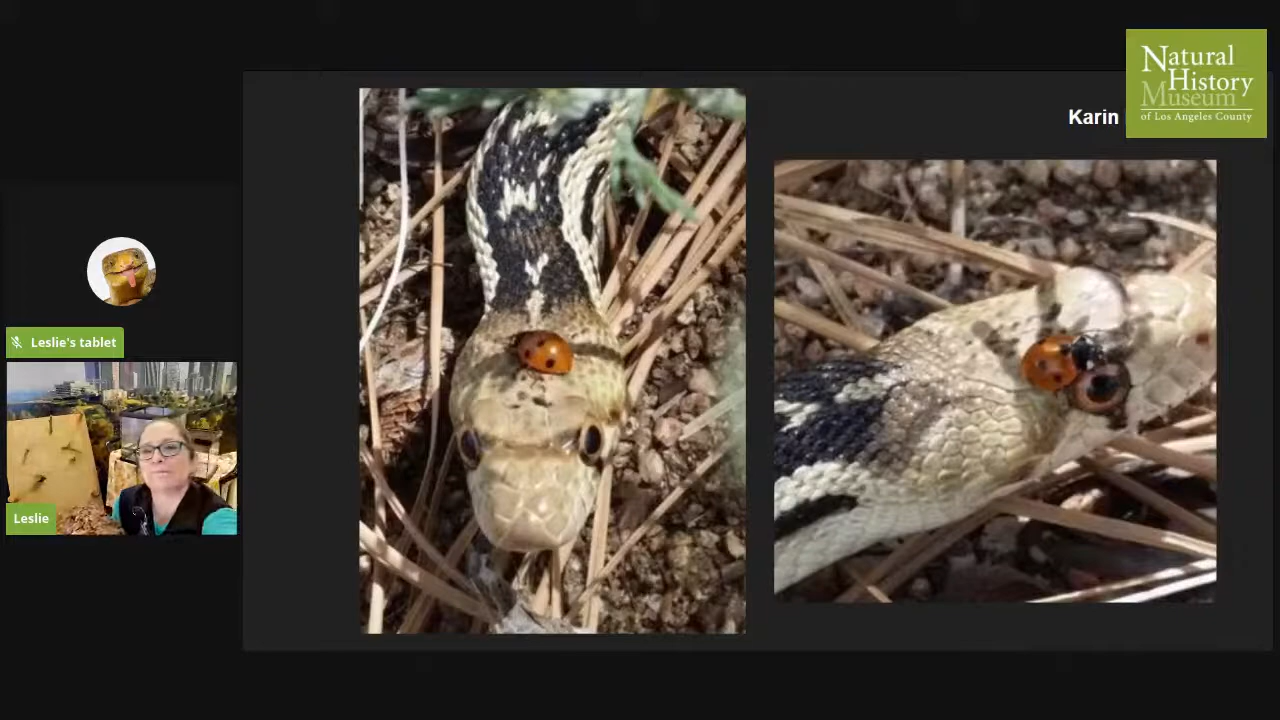 Natural
History
Museum
of Los Angeles County
Karin
Leslie's tablet
Leslie